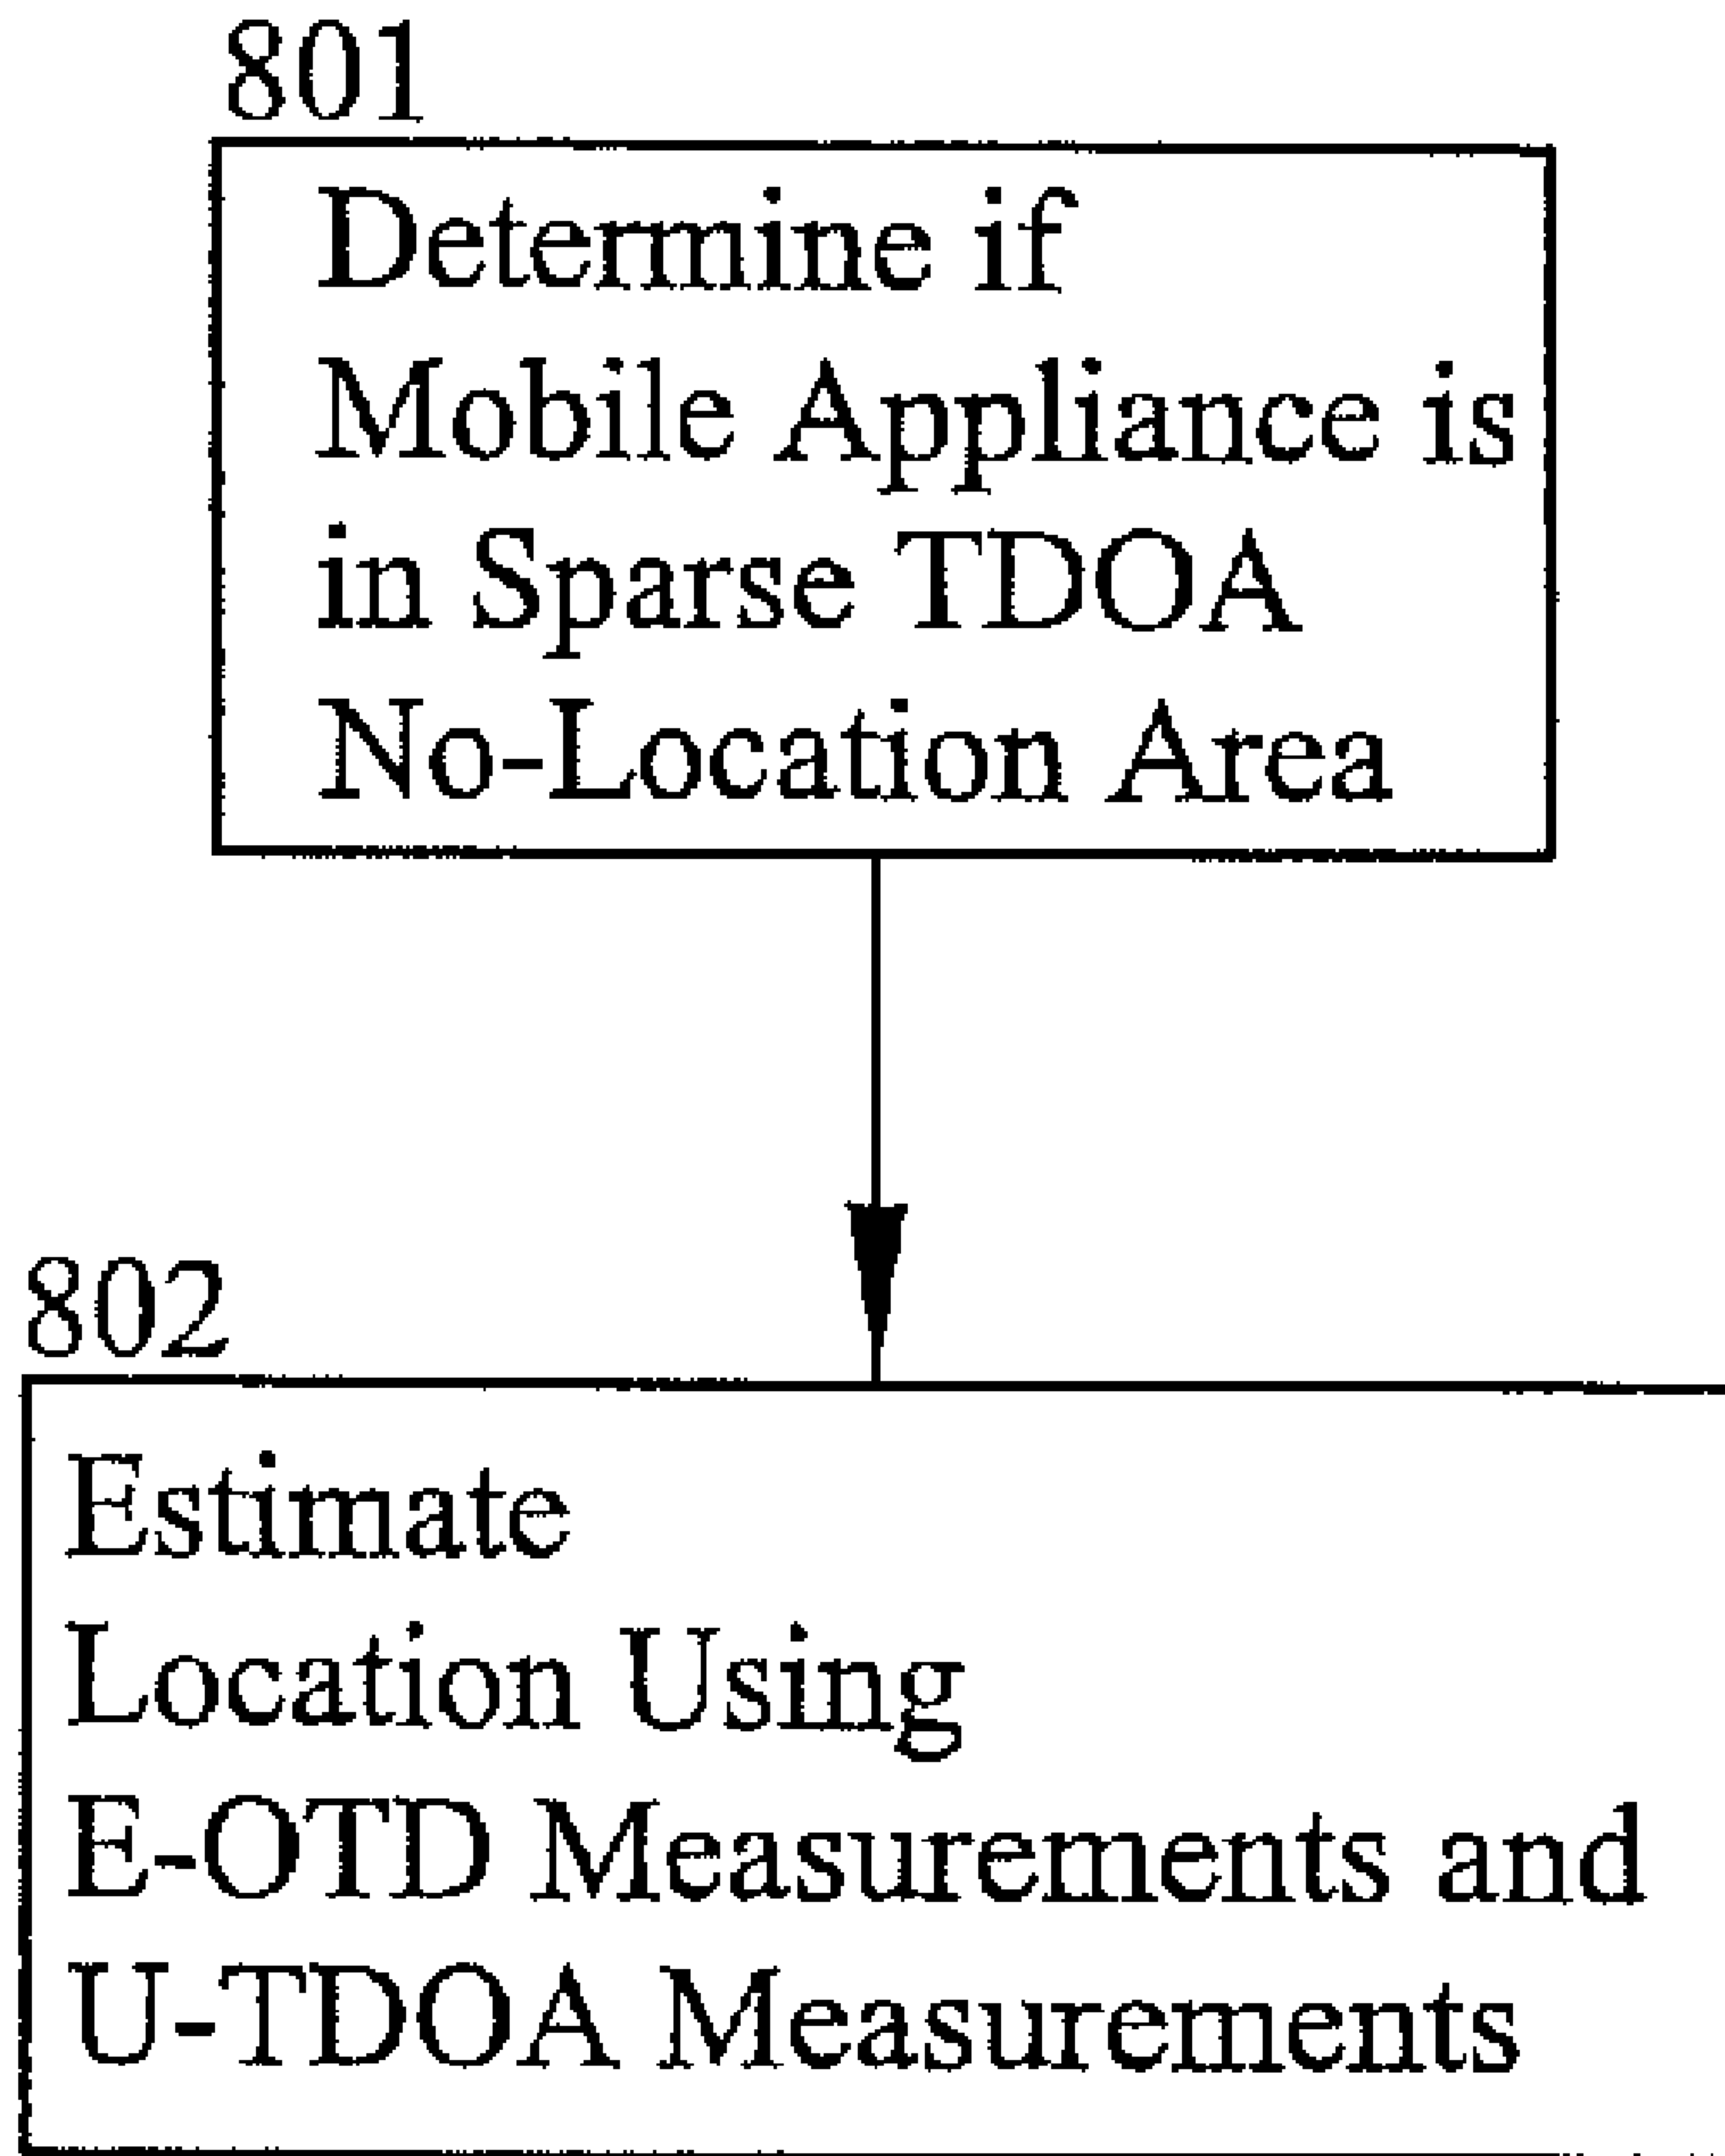 801
Determine if
Mobile Appliance is
in Sparse TDOA
No-Location Area
802
Estimate
Location Using
E-OTD Measurements and
U-TDOA Measurements